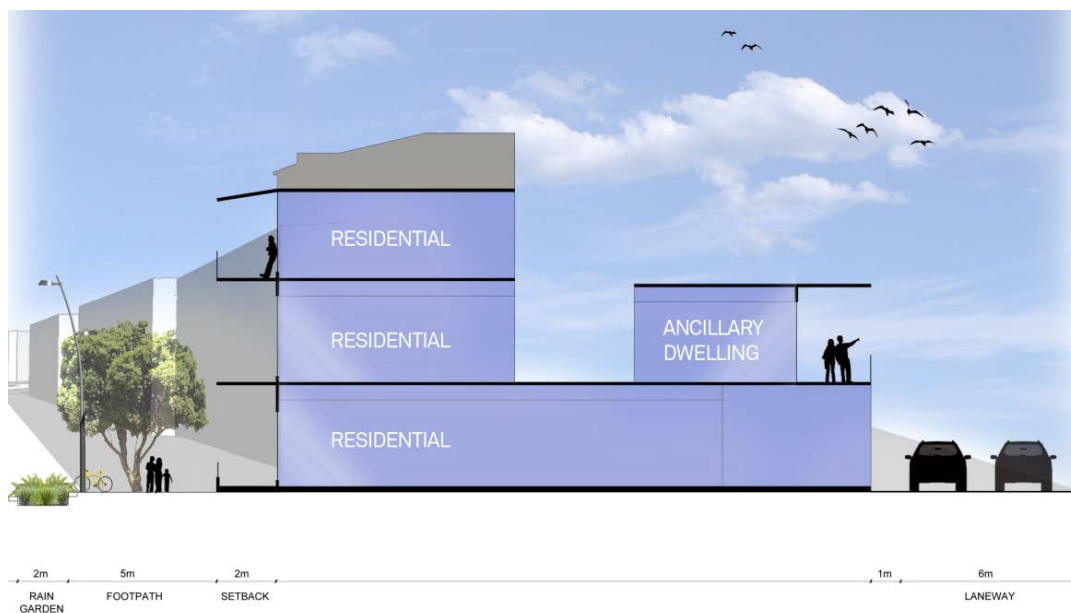 RESIDENTIAL
RESIDENTIAL
ANCILLARY
DWELLING
RESIDENTIAL
2m
5m
2m
1m
6m
RAIN
GARDEN
FOOTPATH
SETBACK
LANEWAY